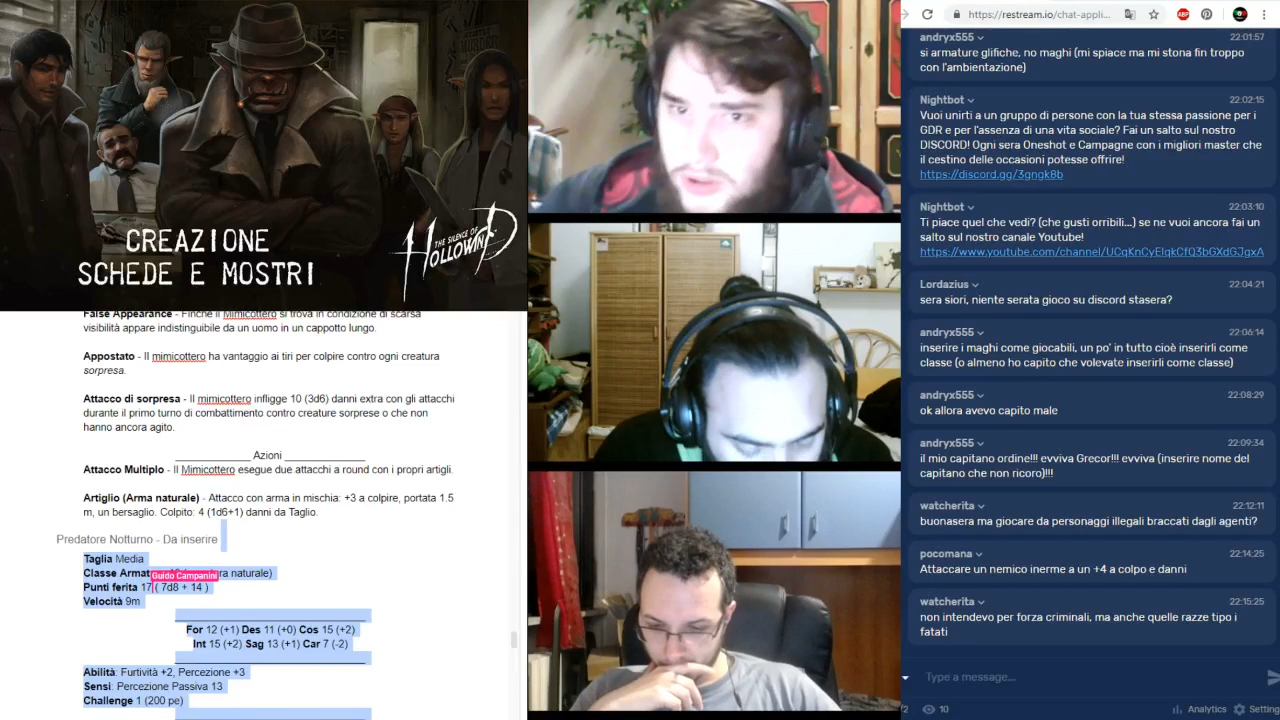 CREAZIONE
SCHEDE E MOSTRI
THE SILENCE OF
HOLLOWIND
False Appearance - Finché il Mimicottero si trova in condizione di scarsa
visibilità appare indistinguibile da un uomo in un cappotto lungo.
Appostato - Il mimicottero ha vantaggio ai tiri per colpire contro ogni creatura
sorpresa.
Attacco di sorpresa - Il mimicottero infligge 10 (3d6) danni extra con gli attacchi
durante il primo turno di combattimento contro creature sorprese o che non
hanno ancora agito.
Azioni
Attacco Multiplo - Il Mimicottero esegue due attacchi a round con i propri artigli.
Artiglio (Arma naturale) - Attacco con arma in mischia: +3 a colpire, portata 1.5
m, un bersaglio. Colpito: 4 (1d6+1) danni da Taglio.
Predatore Notturno - Da inserire
Taglia Media
Classe naturale)
Guido Campanini
Punti ferita 17 ( 7d8 + 14 )
Velocità 9m
For 12 (+1) Des 11 (+0) Cos 15 (+2)
Int 15 (+2) Sag 13 (+1) Car 7 (-2)
Abilità: Furtività +2, Percezione +3
Sensi: Percezione Passiva 13
Challenge 1 (200 pe)
https://restream.io/chat-appli...
ABP
andryx555 22:01:57
si armature glifiche, no maghi (mi spiace ma mi stona fin troppo
con l'ambientazione)
Nightbot 22:02:15
Vuoi unirti a un gruppo di persone con la tua stessa passione per i
GDR e per l'assenza di una vita sociale? Fai un salto sul nostro
DISCORD! Ogni sera Oneshot e Campagne con i migliori master che
il cestino delle occasioni potesse offrire!
https://discord.gg/3gngk8b
Nightbot 22:03:10
Ti piace quel che vedi? (che gusti orribili...) se ne vuoi ancora fai un
salto sul nostro canale Youtube!
https://www.youtube.com/channel/UCqKnCyEIqkCfQ3bGXdGJgxA
Lordazius 22:04:21
sera siori, niente serata gioco su discord stasera?
andryx555 22:06:14
inserire i maghi come giocabili, un po' in tutto cioè inserirli come
classe (o almeno ho capito che volevate inserirli come classe)
andryx555 22:08:29
ok allora avevo capito male
andryx555 22:09:34
il mio capitano ordine!!! evviva Grecor!!! evviva (inserire nome del
capitano che non ricoro)!!!
watcherita 22:12:11
buonasera ma giocare da personaggi illegali braccati dagli agenti?
pocomana 22:14:25
Attaccare un nemico inerme a un +4 a colpo e danni
watcherita 22:15:25
non intendevo per forza criminali, ma anche quelle razze tipo i
fatati
Type a message...
10 Analytics Setting